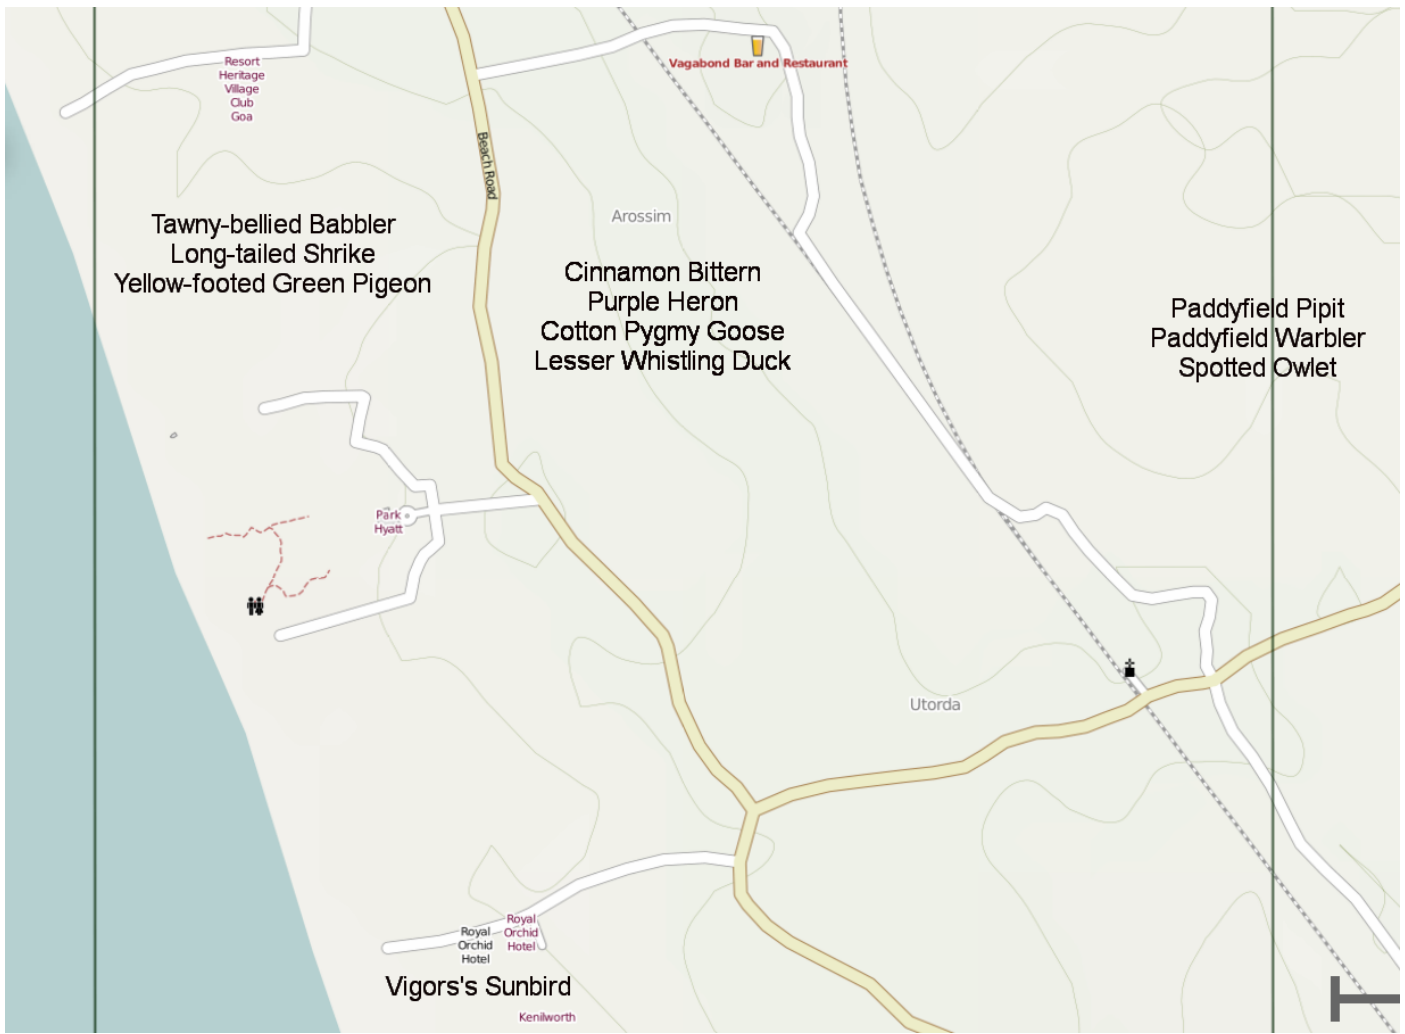 Resort
Heritage
Village
Club
Goa
Vagabond Bar and Restaurant
Beach Road
Arossim
Tawny-bellied Babbler
Long-tailed Shrike
Yellow-footed Green Pigeon
Cinnamon Bittern
Purple Heron
Cotton Pygmy Goose
Lesser Whistling Duck
Paddyfield Pipit
Paddyfield Warbler
Spotted Owlet
Park
Hyatt
Utorda
Royal
Orchid
Hotel
Royal
Orchid
Hotel
Vigors's Sunbird
Kenilworth